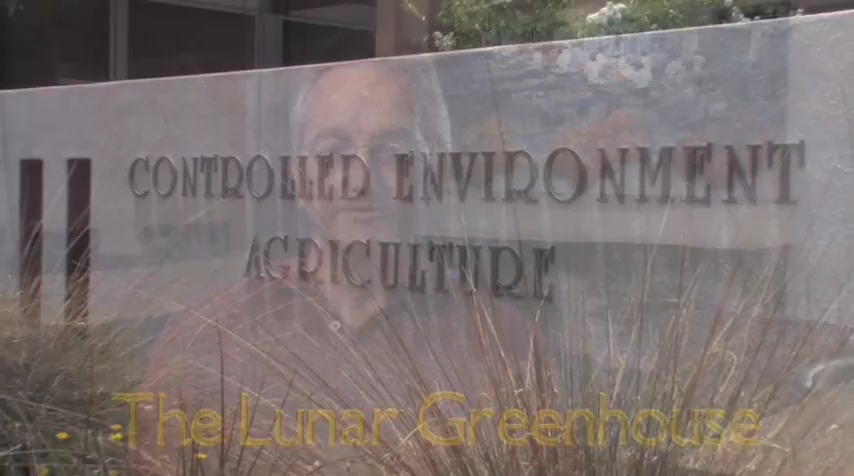 CONTROLLED ENVIRONMENT
AGRICULTURE
The Lunar Greenhouse